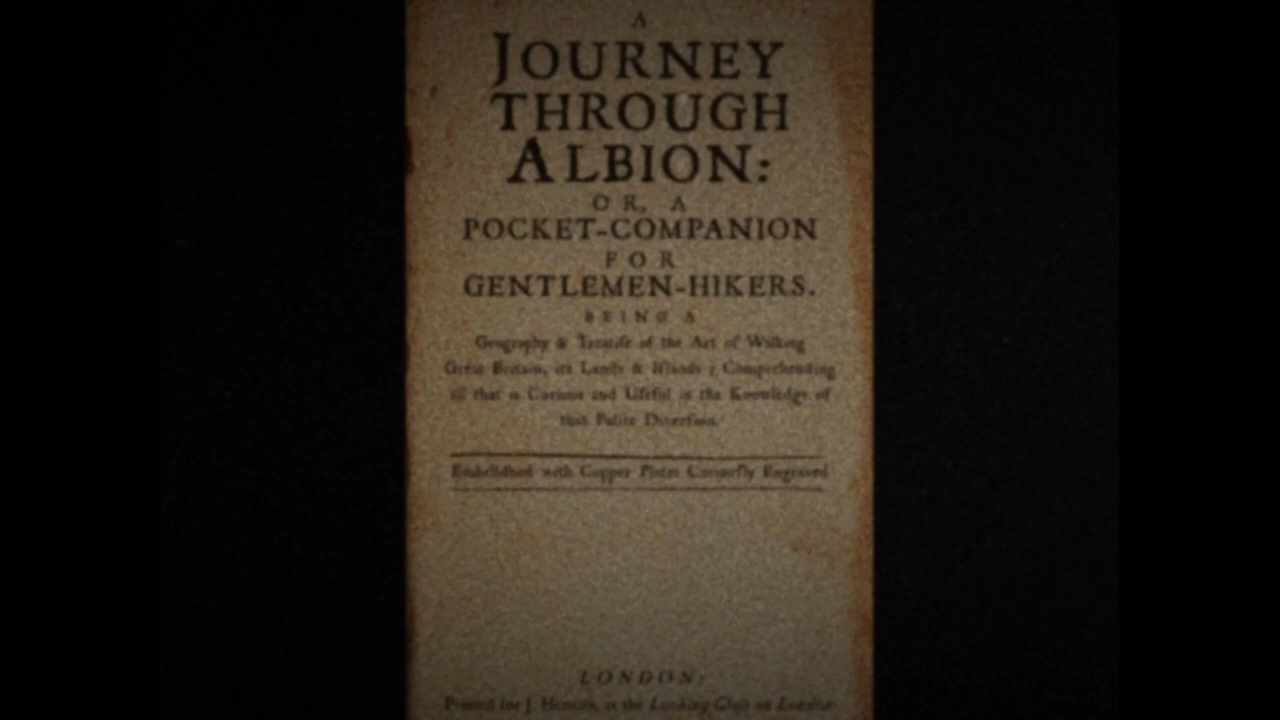 A
JOURNEY
THROUGH
ALBION:
OR, A
POCKET-COMPANION
FOR
GENTLEMEN-HIKERS.
BEING A
Geography & Treatiſe of the Art of Walking
Great Britain, its Lands & Iſlands ; Comprehending
all that is Curious and Uſeful in the Knowledge of
that Polite Diverſion.
Embelliſhed with Copper Plates Engraved
LONDON:
Printed for J. at the Looking Glaſs on London